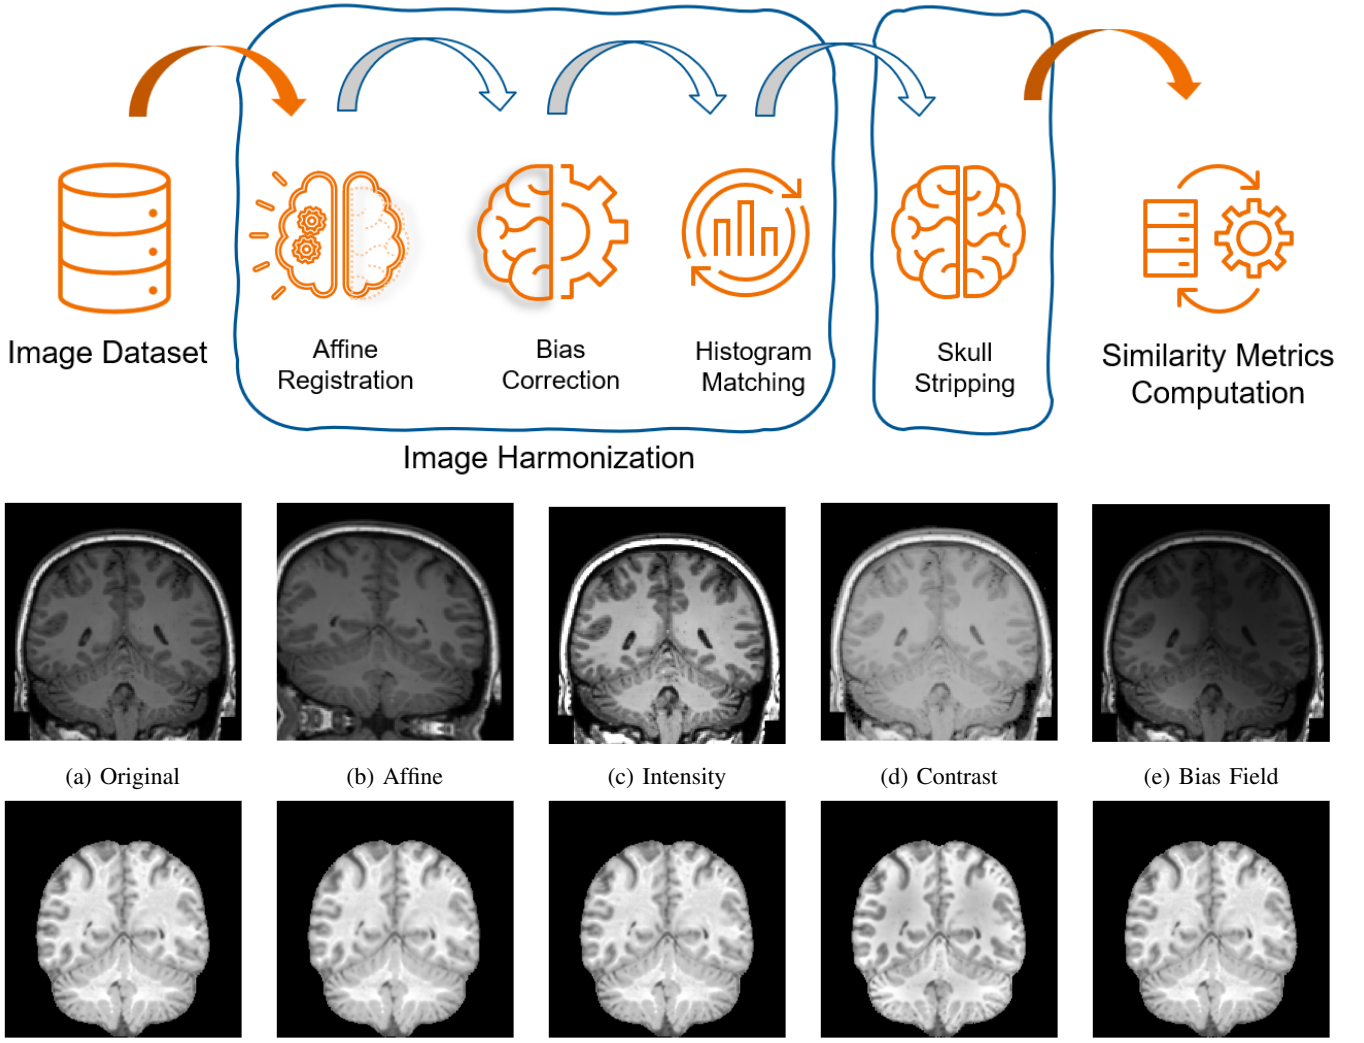 Image Dataset
Affine
Registration
Bias
Correction
Histogram
Matching
Skull
Stripping
Similarity Metrics
Computation
Image Harmonization
(a) Original
(b) Affine
(c) Intensity
(d) Contrast
(e) Bias Field